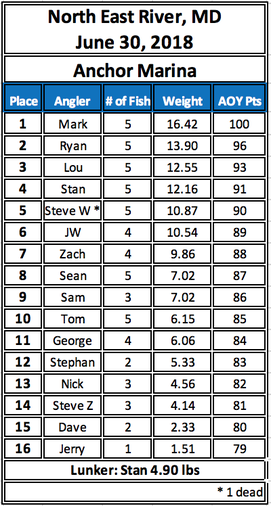 North East River, MD
June 30, 2018
Anchor Marina
Place Angler # of Fish Weight AOY Pts
1 Mark 5 16.42 100
2 Ryan 5 13.90 96
3 Lou 5 12.55 93
4 Stan 5 12.16 91
5 Steve W * 5 10.87 90
6 JW 4 10.54 89
7 Zach 4 9.86 88
8 Sean 5 7.02 87
9 Sam 3 7.02 86
10 Tom 5 6.15 85
11 George 4 6.06 84
12 Stephan 2 5.33 83
13 Nick 3 4.56 82
14 Steve Z 3 4.14 81
15 Dave 2 2.33 80
16 Jerry 1 1.51 79
Lunker: Stan 4.90 lbs
* 1 dead